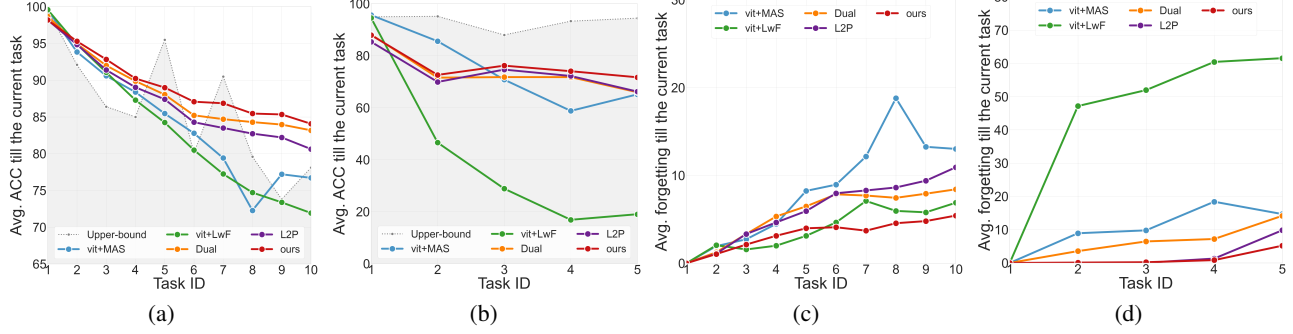 Avg. ACC till the current task
100
95
90
85
80
75
70
65
1 2 3 4 5 6 7 8 9 10
Task ID
Upper-bound vit+LwF L2P
vit+MAS Dual ours
(a)
Avg. ACC till the current task
100
80
60
40
20
0
1 2 3 4 5
Task ID
Upper-bound vit+LwF L2P
vit+MAS Dual ours
(b)
Avg. forgetting till the current task
30
20
10
0
1 2 3 4 5 6 7 8 9 10
Task ID
vit+MAS Dual ours
vit+LwF L2P
(c)
Avg. forgetting till the current task
70
60
50
40
30
20
10
0
1 2 3 4 5
Task ID
vit+MAS Dual ours
vit+LwF L2P
(d)